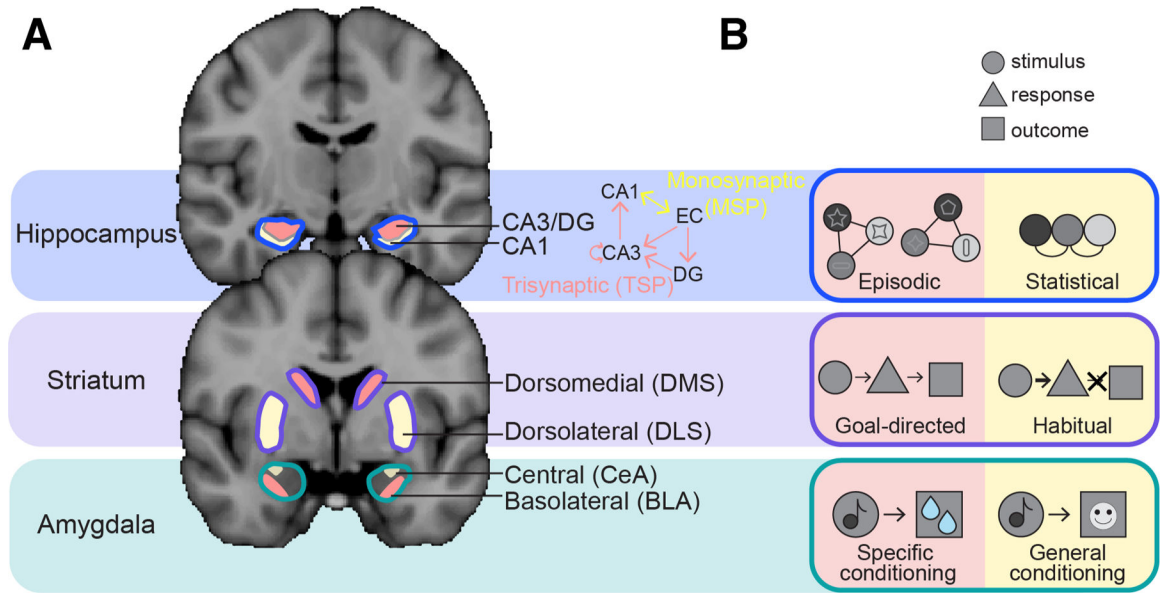 A
B
stimulus
response
outcome
Hippocampus
CA3/DG
CA1
CA1
Monosynaptic
(MSP)
EC
CA3
DG
Trisynaptic (TSP)
Episodic
Statistical
Striatum
Dorsomedial (DMS)
Dorsolateral (DLS)
Goal-directed
Habitual
Amygdala
Central (CeA)
Basolateral (BLA)
Specific
conditioning
General
conditioning